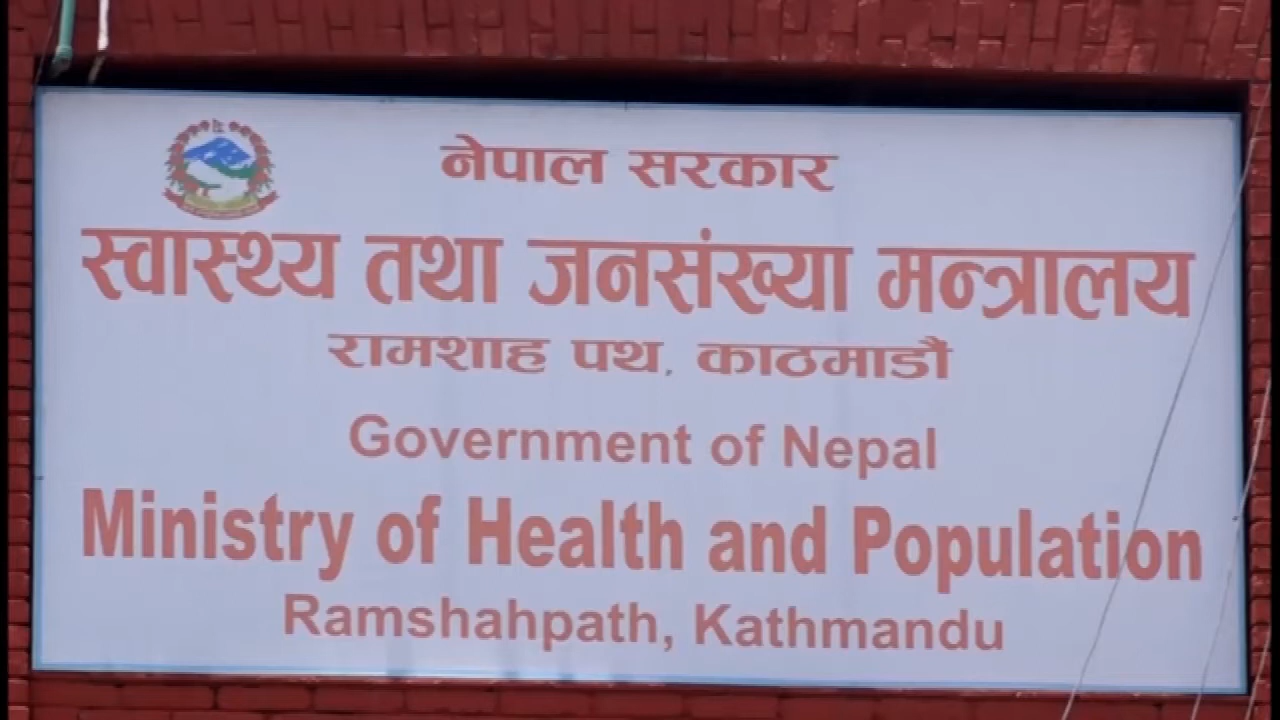 नेपाल सरकार
स्वास्थ्य तथा जनसंख्या मन्त्रालय
रामशाह पथ, काठमाडौं
Government of Nepal
Ministry of Health and Population
Ramshahpath, Kathmandu